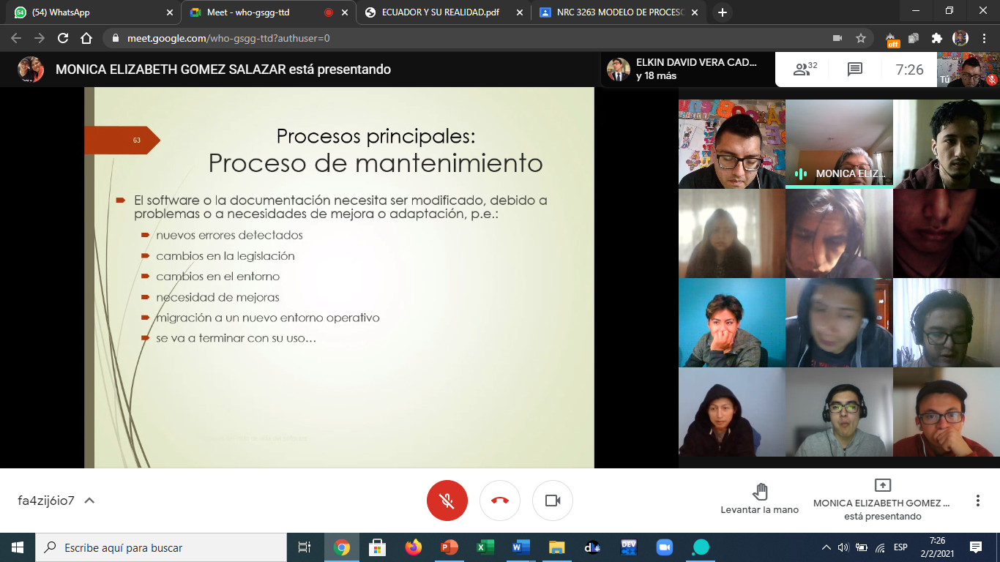 (54) WhatsApp
Meet - who-gsgg-ttd
ECUADOR Y SU REALIDAD.pdf
NRC 3263 MODELO DE PROCESO
meet.google.com/who-gsgg-ttd?authuser=0
off
MONICA ELIZABETH GOMEZ SALAZAR está presentando
ELKIN DAVID VERA CAD...
y 18 más
32
7:26
Tú
63
Procesos principales:
Proceso de mantenimiento
El software o la documentación necesita ser modificado, debido a
problemas o a necesidades de mejora o adaptación, p.e.:
nuevos errores detectados
cambios en la legislación
cambios en el entorno
necesidad de mejoras
migración a un nuevo entorno operativo
se va a terminar con su uso…
MONICA ELIZ...
fa4zij6io7
Levantar la mano
MONICA ELIZABETH GOMEZ ...
está presentando
Escribe aquí para buscar
DEV
ESP
7:26
2/2/2021